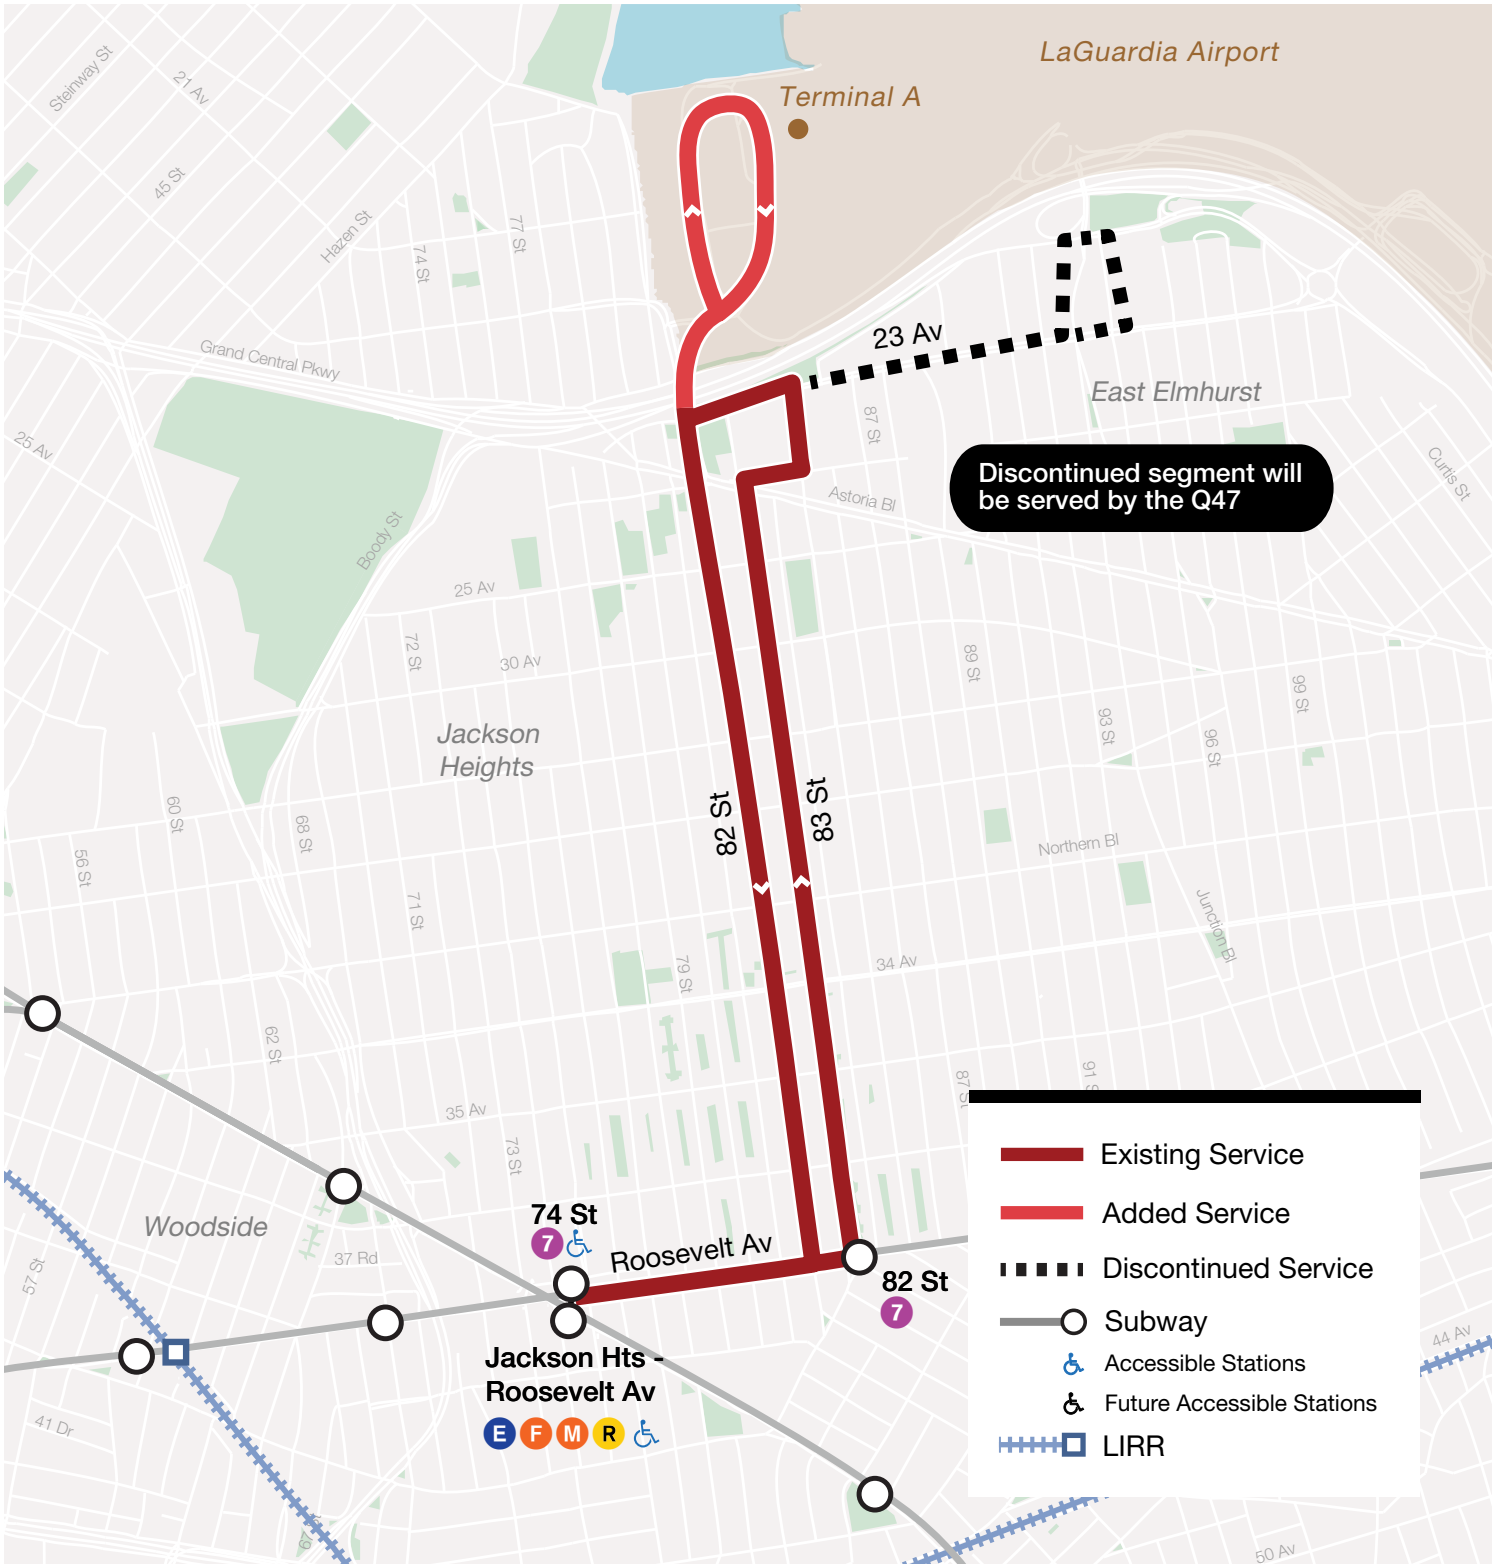 LaGuardia Airport
Terminal A
Steinway St
21 Av
45 St
Hazen St
74 St
77 St
Grand Central Pkwy
23 Av
East Elmhurst
25 Av
87 St
Curtis St
Discontinued segment will
be served by the Q47
Astoria Bl
Boody St
25 Av
72 St
30 Av
89 St
99 St
93 St
96 St
Jackson
Heights
82 St
83 St
60 St
68 St
56 St
Northern Bl
71 St
Junction Bl
79 St
34 Av
62 St
87 St
91 S
35 Av
73 St
Woodside
37 Rd
57 St
74 St
7
Roosevelt Av
82 St
7
Jackson Hts -
Roosevelt Av
E F M R
41 Dr
67
44 Av
50 Av
Existing Service
Added Service
Discontinued Service
Subway
Accessible Stations
Future Accessible Stations
LIRR